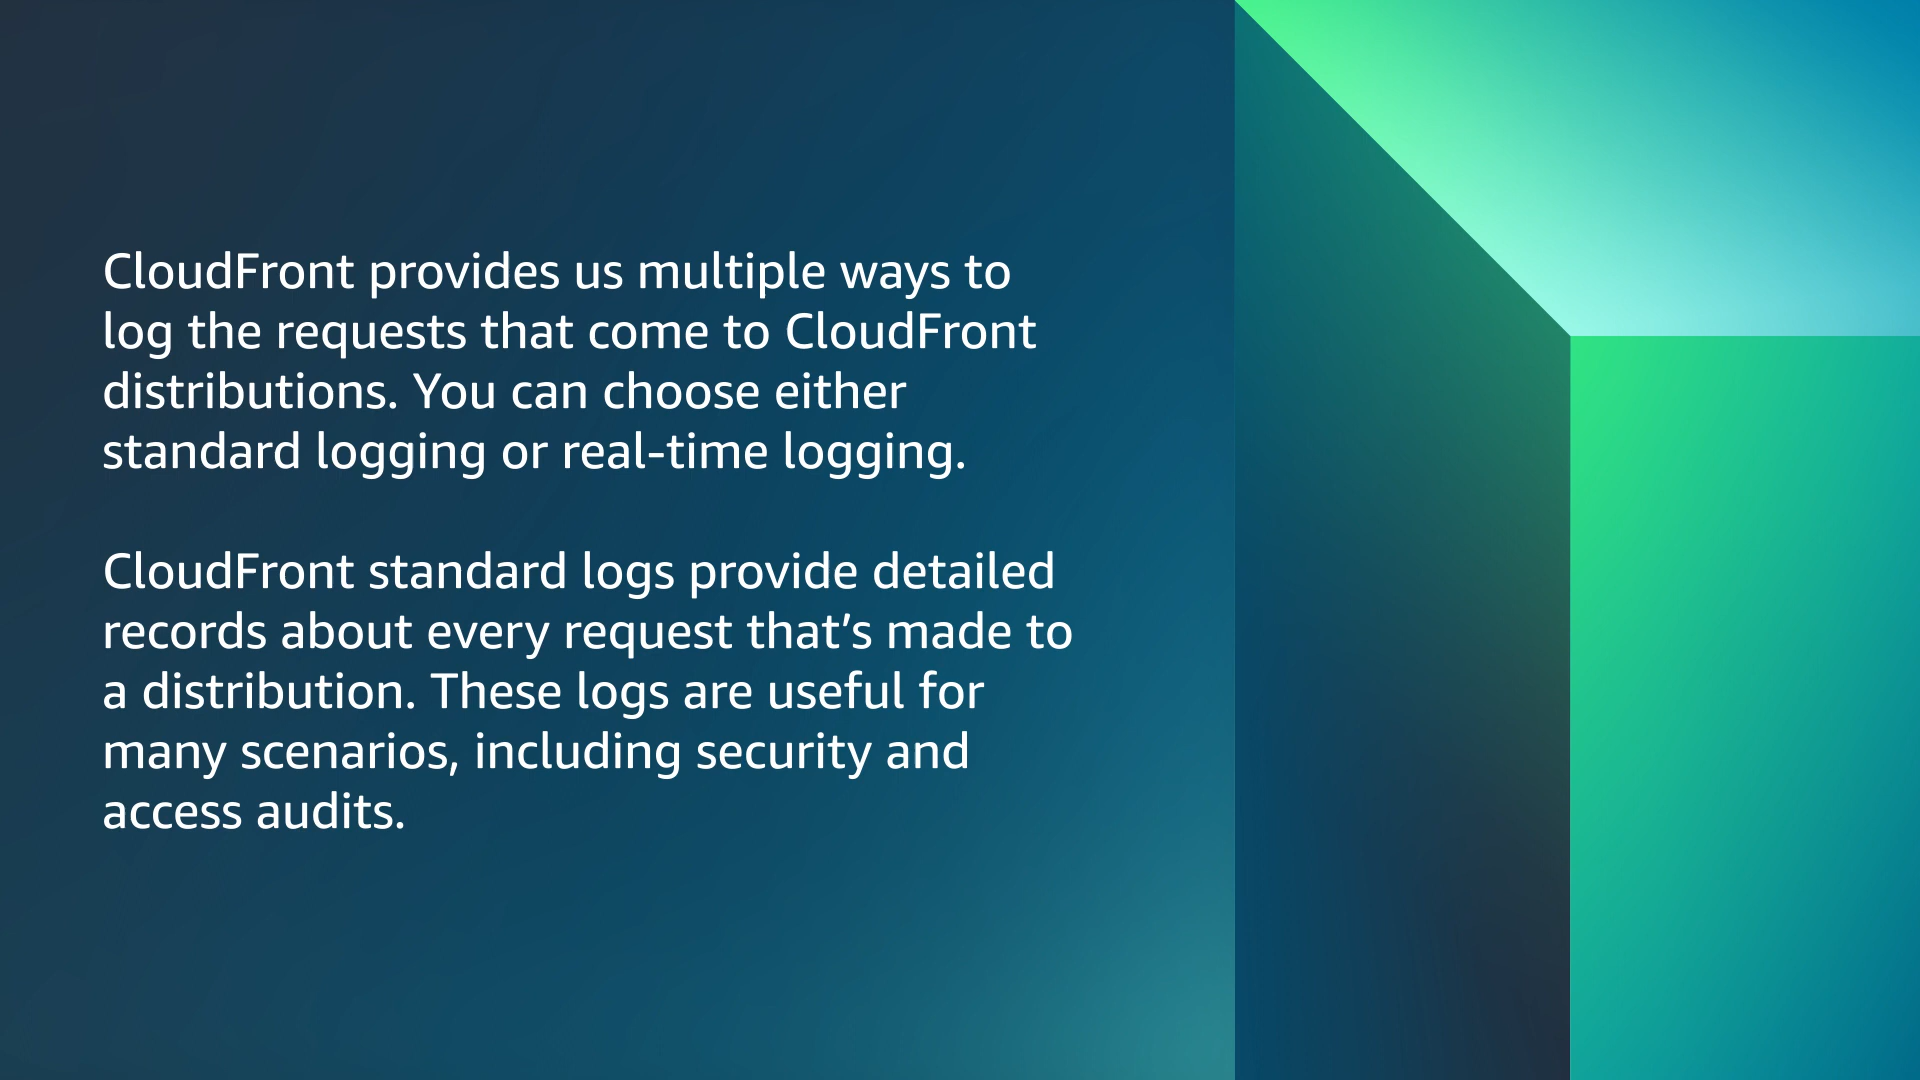 CloudFront provides us multiple ways to
log the requests that come to CloudFront
distributions. You can choose either
standard logging or real-time logging.
CloudFront standard logs provide detailed
records about every request that’s made to
a distribution. These logs are useful for
many scenarios, including security and
access audits.